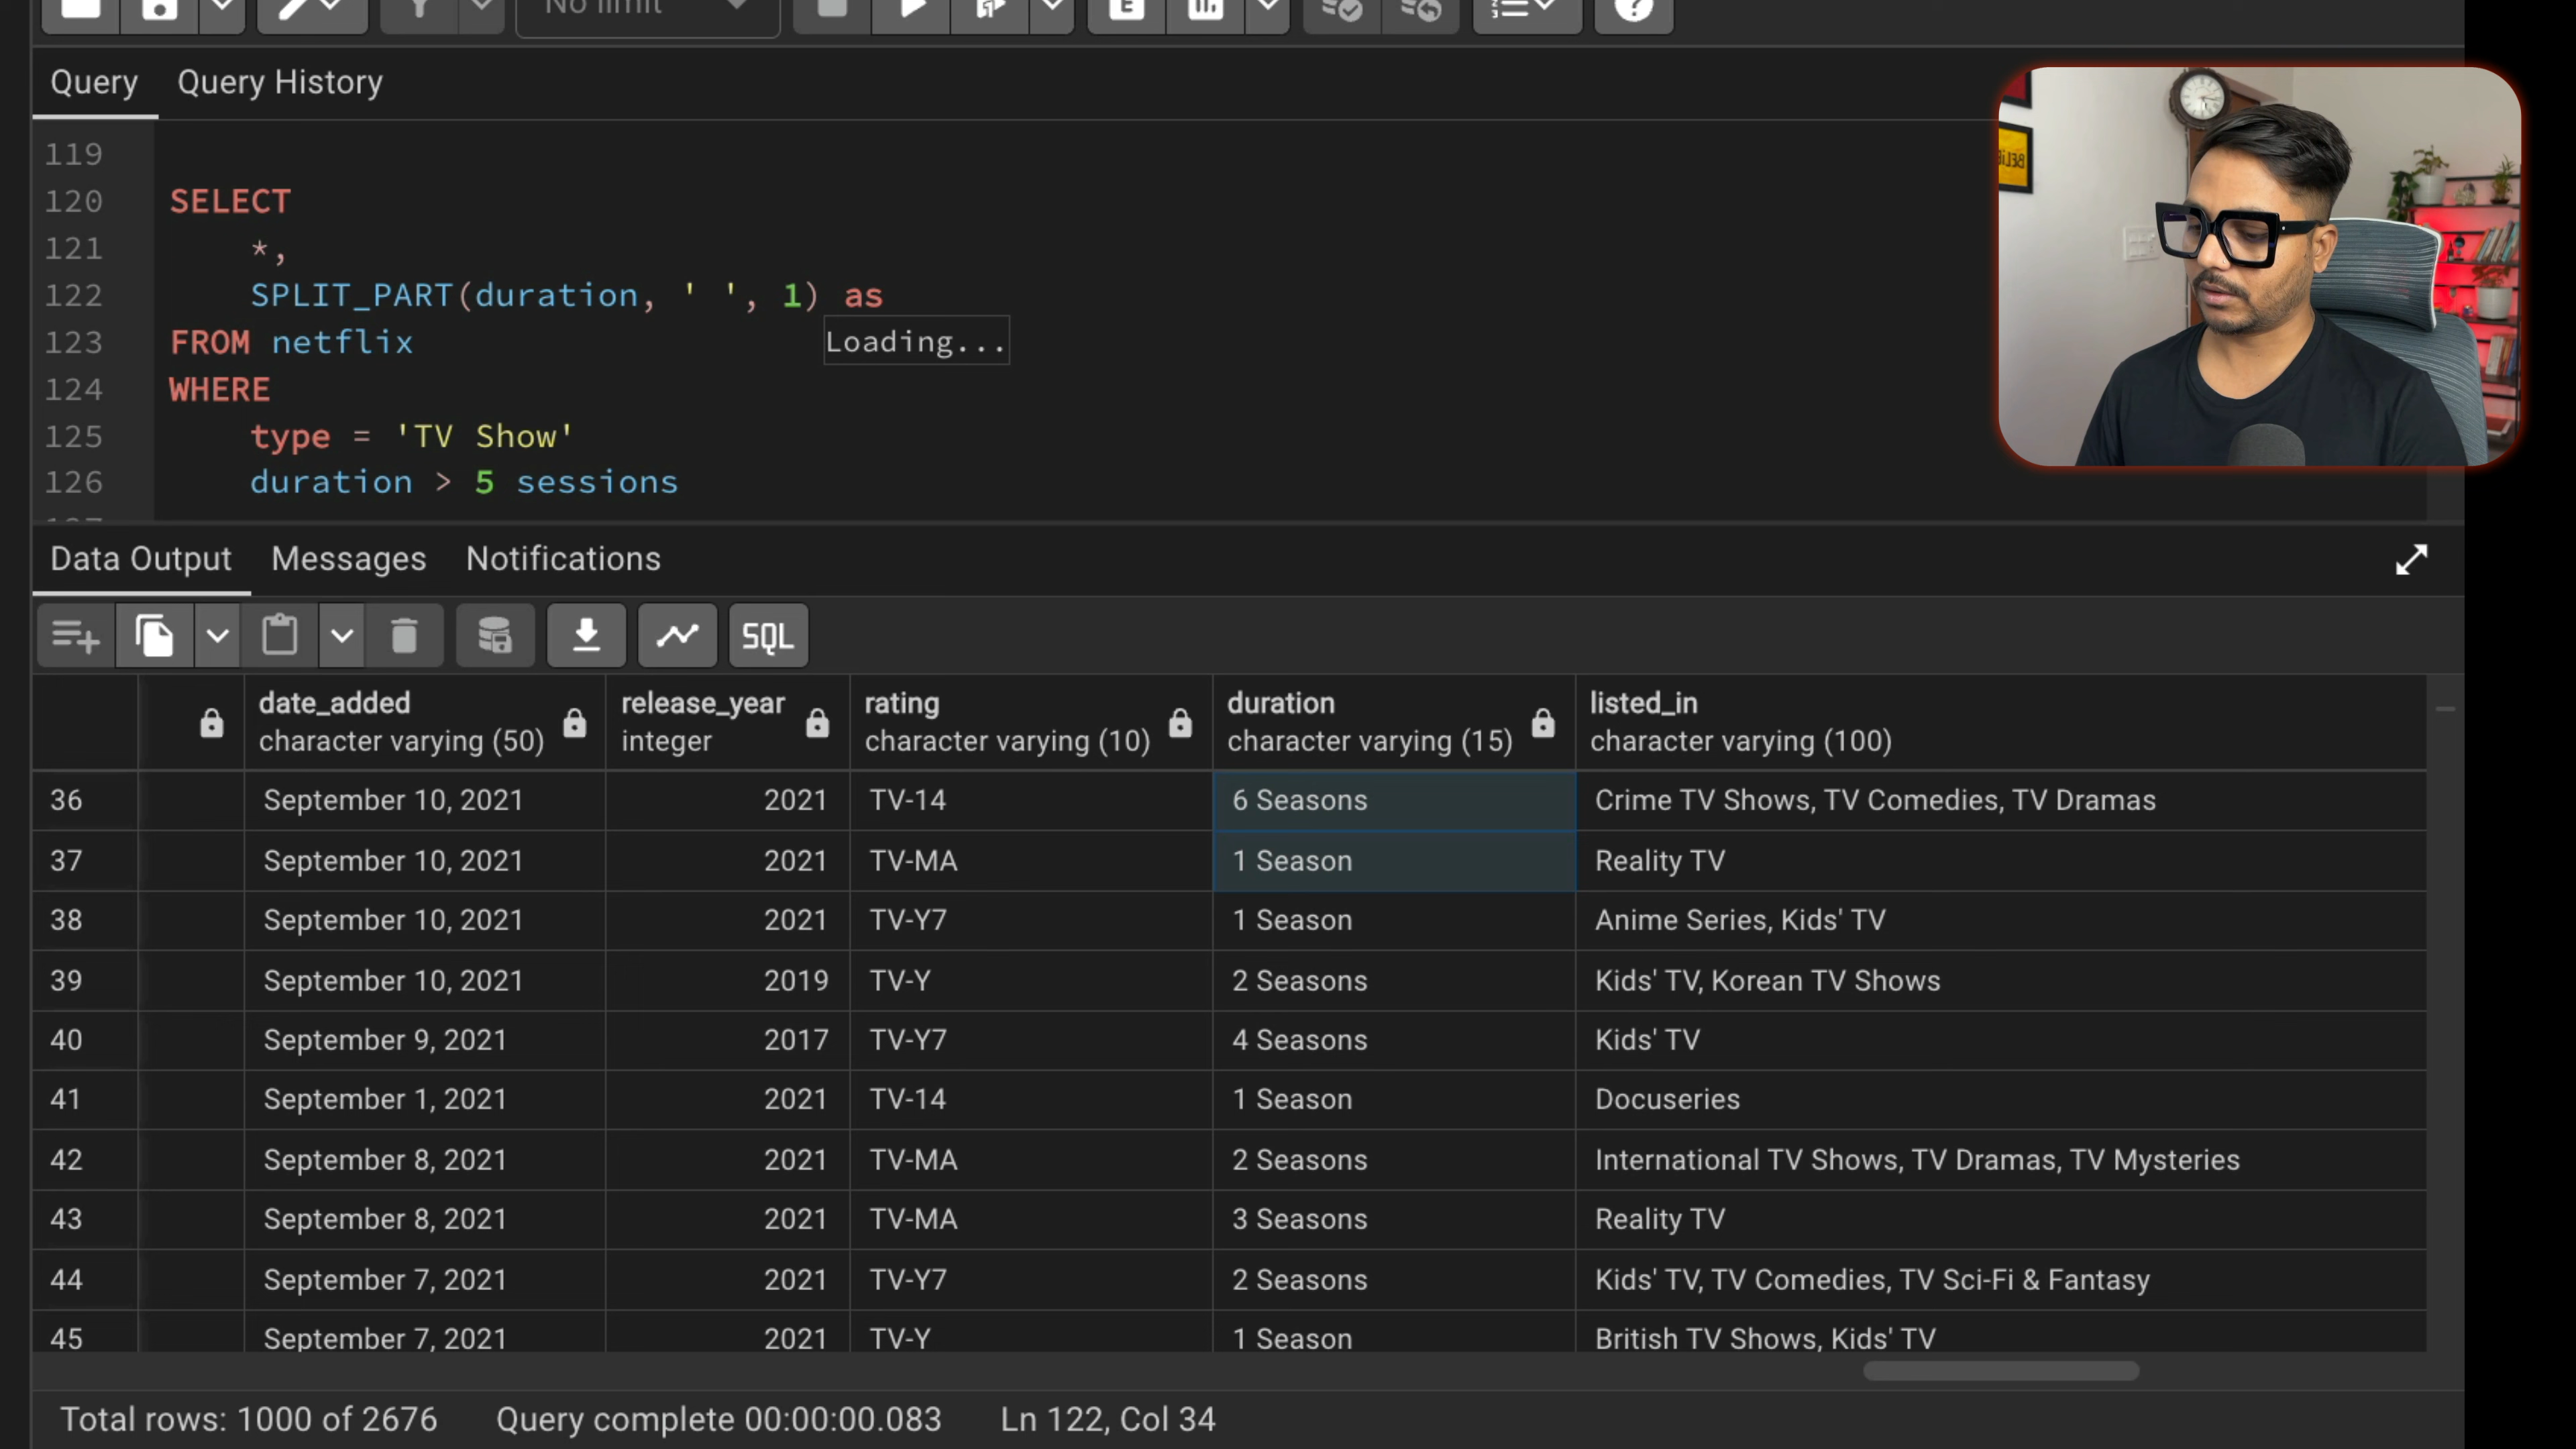 No limit
Query Query History
119
120 SELECT
121 *,
122 SPLIT_PART(duration, ' ', 1) as
123 FROM netflix
Loading...
124 WHERE
125 type = 'TV Show'
126 duration > 5 sessions
127
Data Output Messages Notifications
SQL
date_added release_year rating duration listed_in
character varying (50) integer character varying (10) character varying (15) character varying (100)
36 September 10, 2021 2021 TV-14 6 Seasons Crime TV Shows, TV Comedies, TV Dramas
37 September 10, 2021 2021 TV-MA 1 Season Reality TV
38 September 10, 2021 2021 TV-Y7 1 Season Anime Series, Kids' TV
39 September 10, 2021 2019 TV-Y 2 Seasons Kids' TV, Korean TV Shows
40 September 9, 2021 2017 TV-Y7 4 Seasons Kids' TV
41 September 1, 2021 2021 TV-14 1 Season Docuseries
42 September 8, 2021 2021 TV-MA 2 Seasons International TV Shows, TV Dramas, TV Mysteries
43 September 8, 2021 2021 TV-MA 3 Seasons Reality TV
44 September 7, 2021 2021 TV-Y7 2 Seasons Kids' TV, TV Comedies, TV Sci-Fi & Fantasy
45 September 7, 2021 2021 TV-Y 1 Season British TV Shows, Kids' TV
Total rows: 1000 of 2676 Query complete 00:00:00.083 Ln 122, Col 34